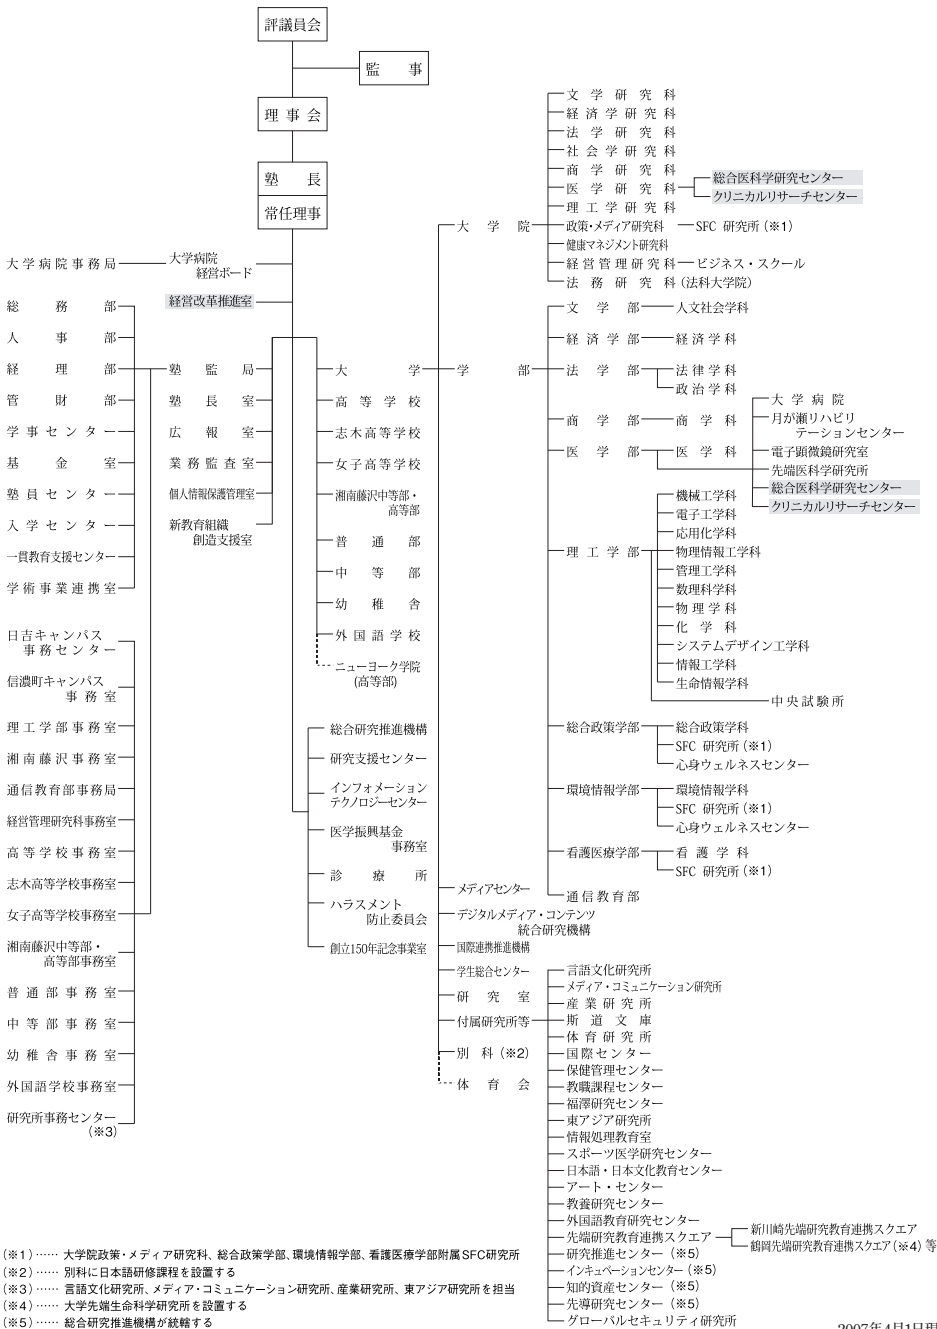 評議員会
監事
理事会
塾長
常任理事
大学病院事務局
大学病院
経営ボード
経営改革推進室
総務部
人事部
経理部
管財部
学事センター
基金室
塾員センター
入学センター
一貫教育支援センター
学術事業連携室
日吉キャンパス
事務センター
信濃町キャンパス
事務室
理工学部事務室
湘南藤沢事務室
通信教育部事務局
経営管理研究科事務室
高等学校事務室
志木高等学校事務室
女子高等学校事務室
湘南藤沢中等部・
高等部事務室
普通部事務室
中等部事務室
幼稚舎事務室
外国語学校事務室
研究所事務センター
(※3)
塾監局
塾長室
広報室
業務監査室
個人情報保護管理室
新教育組織
創造支援室
大学
高等学校
志木高等学校
女子高等学校
湘南藤沢中等部・
高等部
普通部
中等部
幼稚舎
外国語学校
ニューヨーク学院
(高等部)
総合研究推進機構
研究支援センター
インフォメーション
テクノロジーセンター
医学振興基金
事務室
診療所
ハラスメント
防止委員会
創立150年記念事業室
大学院
文学研究科
経済学研究科
法学研究科
社会学研究科
商学研究科
医学研究科
総合医科学研究センター
クリニカルリサーチセンター
理工学研究科
政策・メディア研究科
SFC 研究所(※1)
健康マネジメント研究科
経営管理研究科
ビジネス・スクール
法務研究科(法科大学院)
学部
文学部
人文社会学科
経済学部
経済学科
法学部
法律学科
政治学科
商学部
商学科
医学部
医学科
大学病院
月が瀬リハビリ
テーションセンター
電子顕微鏡研究室
先端医科学研究所
総合医科学研究センター
クリニカルリサーチセンター
理工学部
機械工学科
電子工学科
応用化学科
物理情報工学科
管理工学科
数理科学科
物理学科
化学科
システムデザイン工学科
情報工学科
生命情報学科
中央試験所
総合政策学部
総合政策学科
SFC 研究所(※1)
心身ウェルネスセンター
環境情報学部
環境情報学科
SFC 研究所(※1)
心身ウェルネスセンター
看護医療学部
看護学科
SFC 研究所(※1)
通信教育部
メディアセンター
デジタルメディア・コンテンツ
統合研究機構
国際連携推進機構
学生総合センター
研究室
付属研究所等
別科(※2)
体育会
言語文化研究所
メディア・コミュニケーション研究所
産業研究所
斯道文庫
体育研究所
国際センター
保健管理センター
教職課程センター
福澤研究センター
東アジア研究所
情報処理教育室
スポーツ医学研究センター
日本語・日本文化教育センター
アート・センター
教養研究センター
外国語教育研究センター
先端研究教育連携スクエア
新川崎先端研究教育連携スクエア
鶴岡先端研究教育連携スクエア(※4)等
研究推進センター(※5)
インキュベーションセンター(※5)
知的資産センター(※5)
先導研究センター(※5)
グローバルセキュリティ研究所
(※1)…… 大学院政策・メディア研究科、総合政策学部、環境情報学部、看護医療学部附属SFC研究所
(※2)…… 別科に日本語研修課程を設置する
(※3)…… 言語文化研究所、メディア・コミュニケーション研究所、産業研究所、東アジア研究所を担当
(※4)…… 大学先端生命科学研究所を設置する
(※5)…… 総合研究推進機構が統轄する
2007年4月1日現